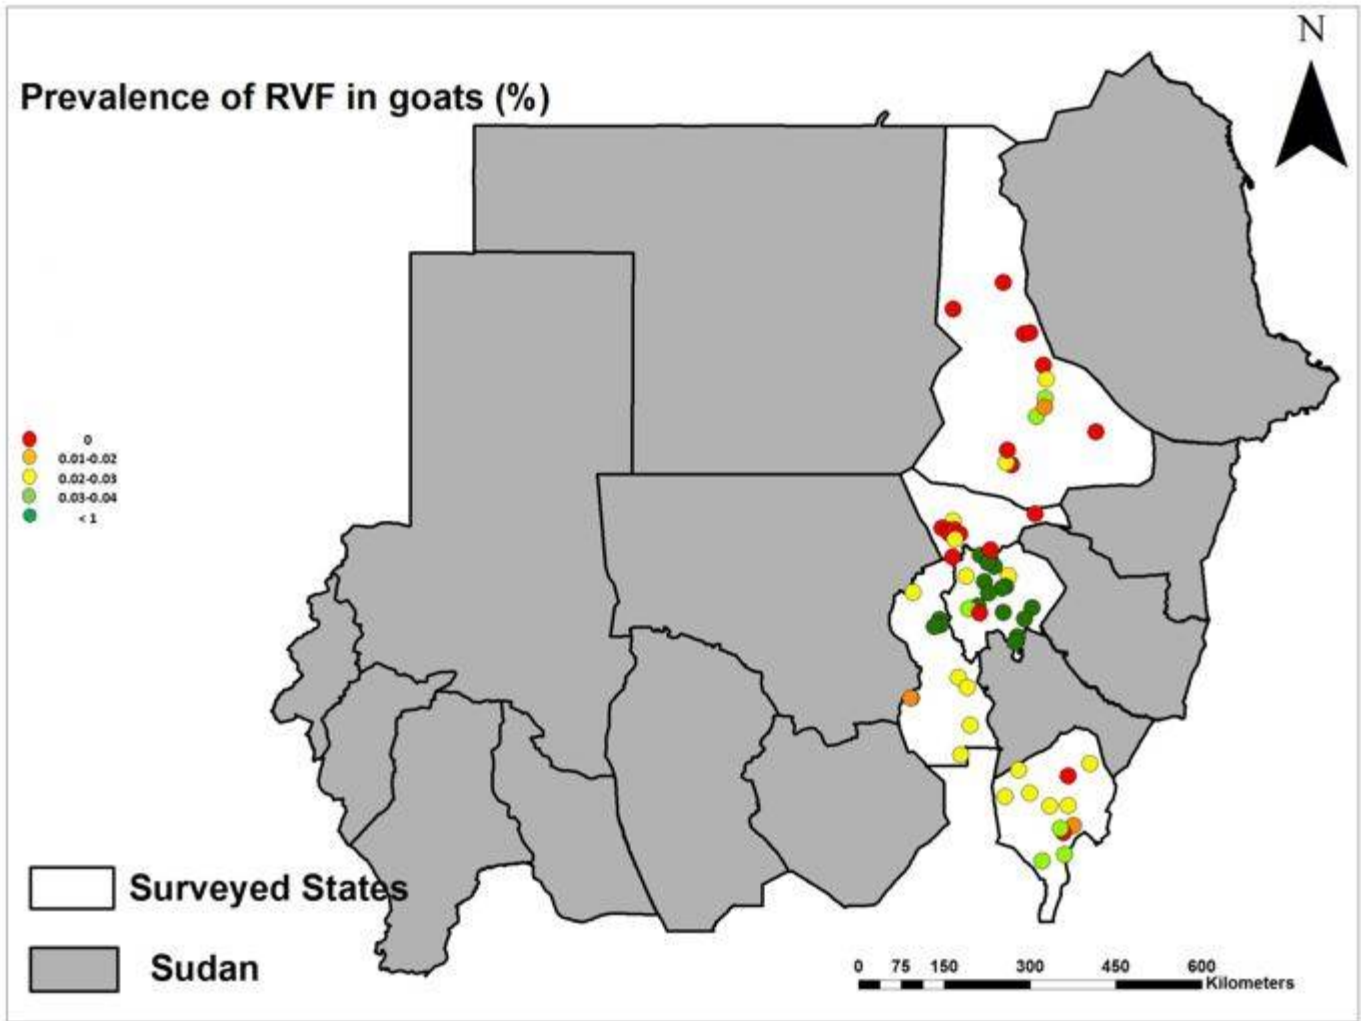 N
Prevalence of RVF in goats (%)
0
0.01-0.02
0.02-0.03
0.03-0.04
< 1
Surveyed States
Sudan
0 75 150 300 450 600
Kilometers